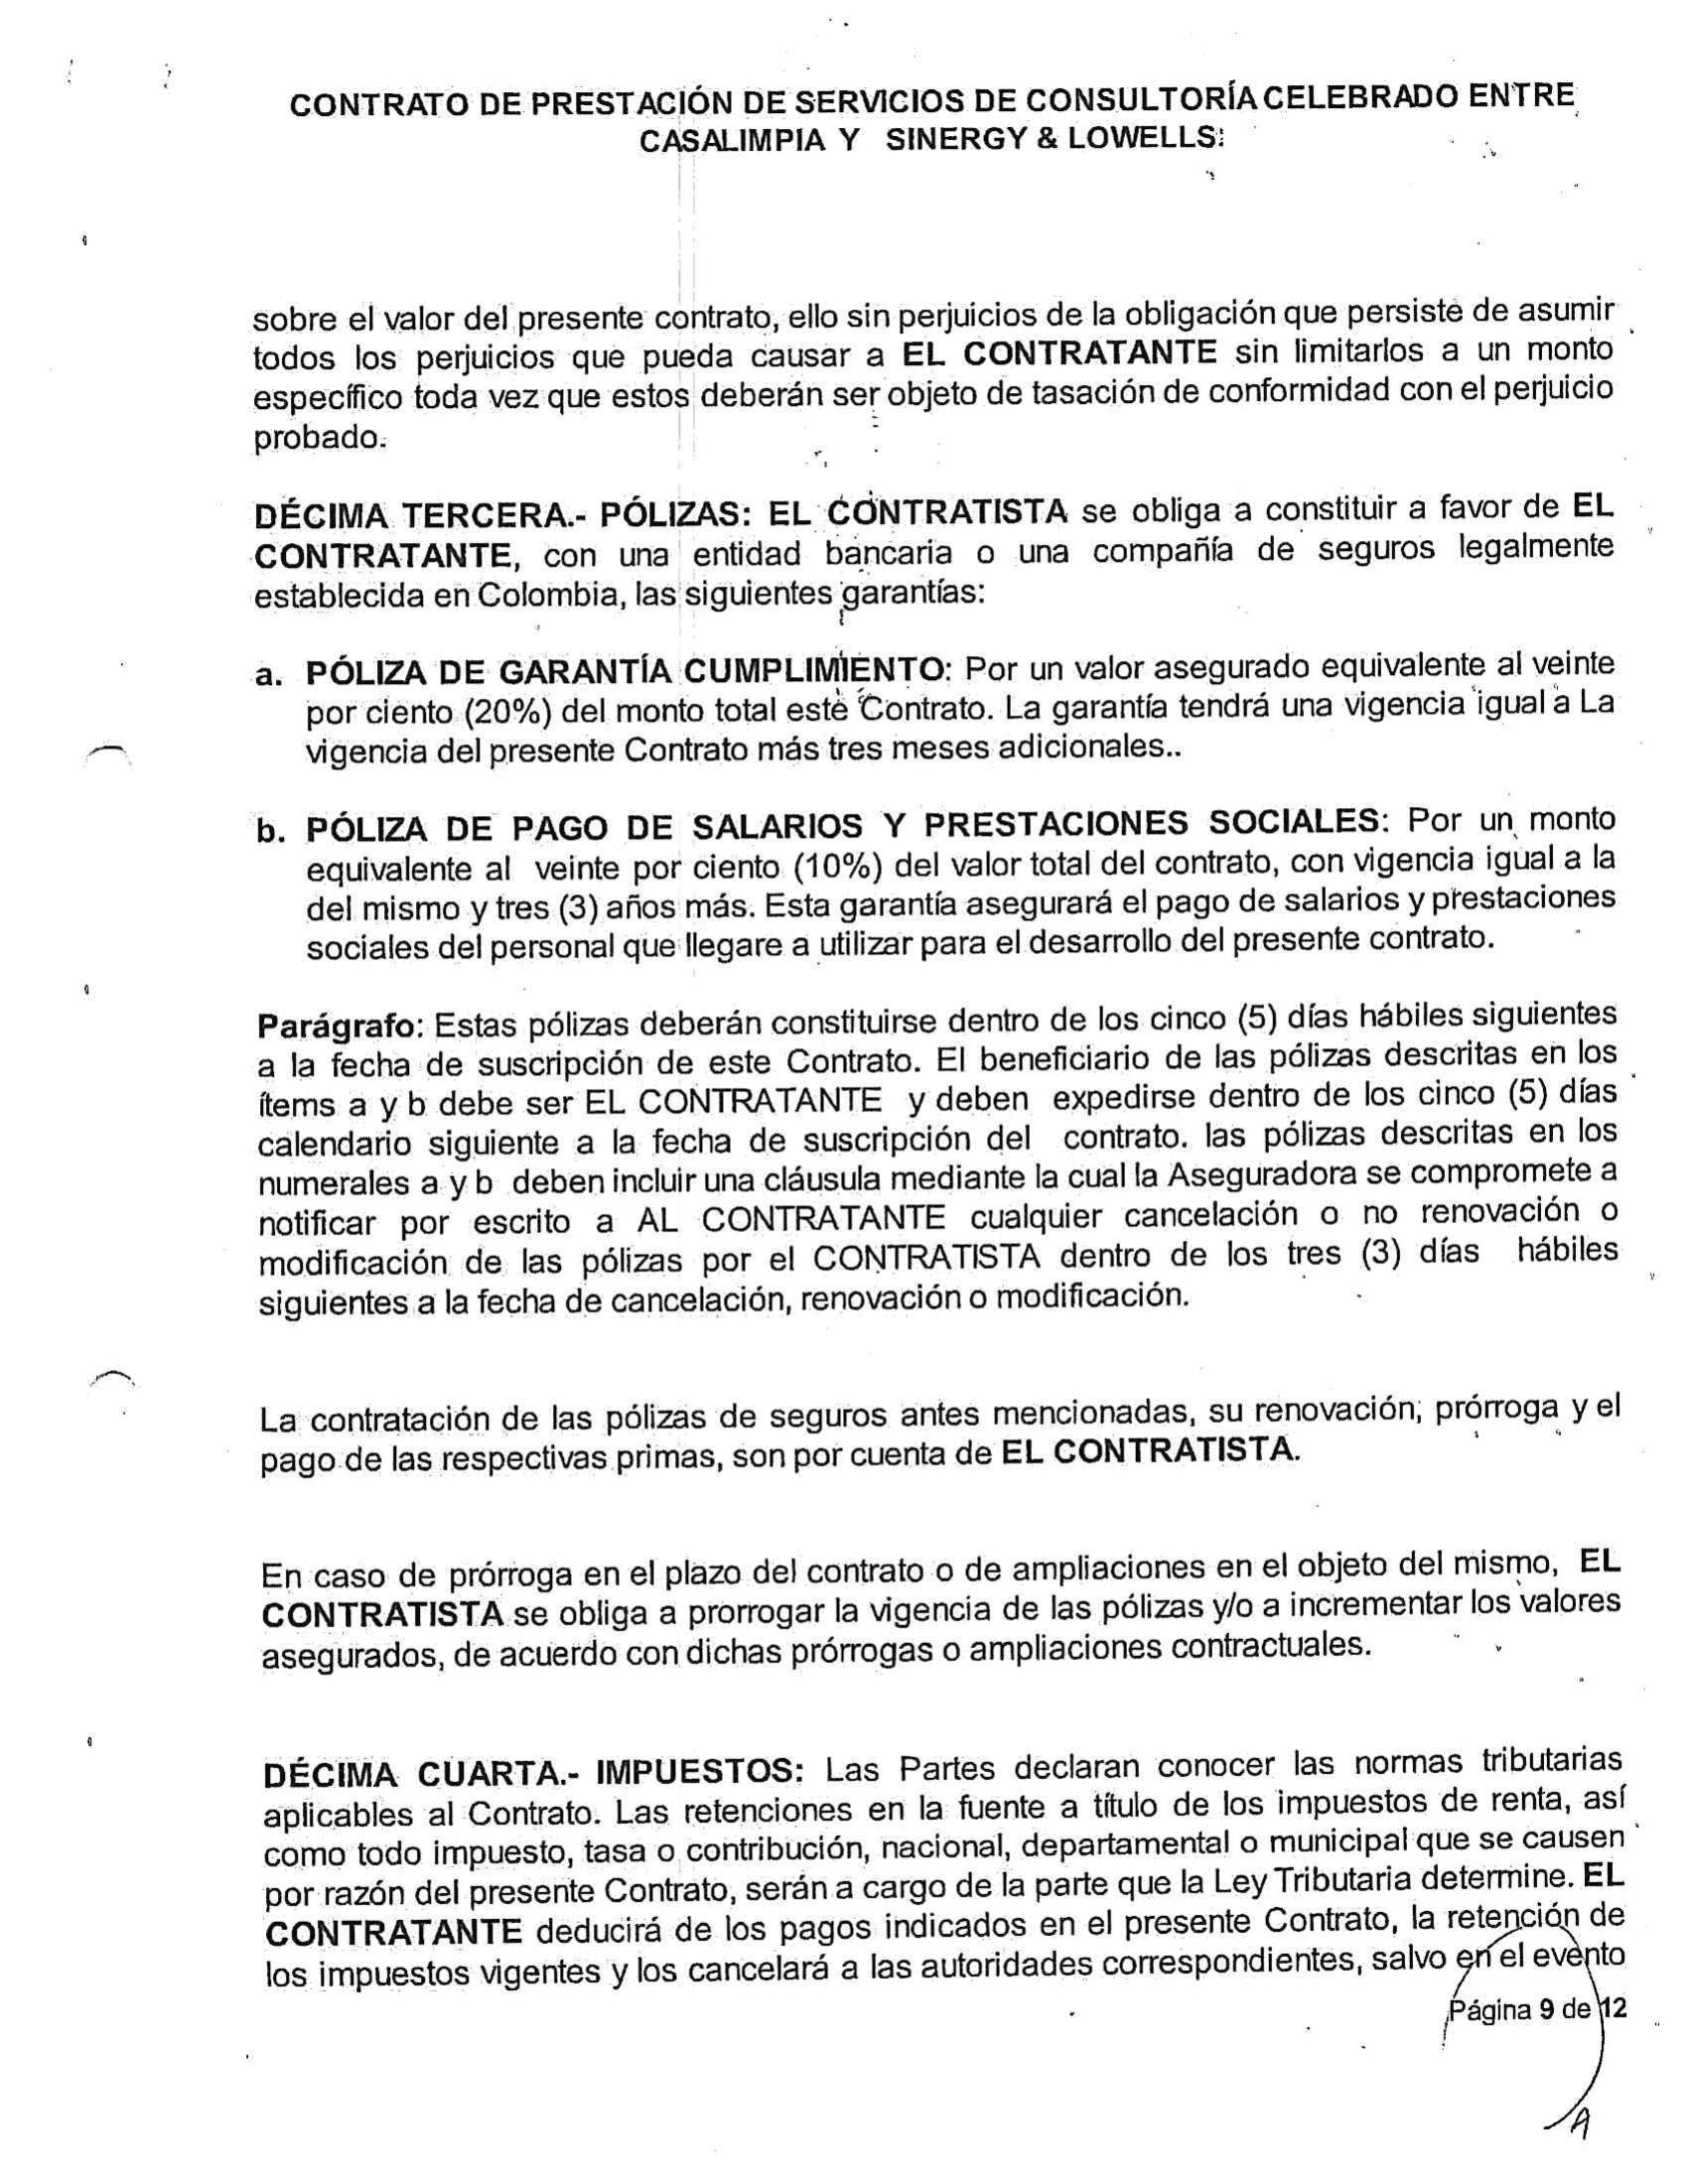 CONTRATO DE PRESTACIÓN DE SERVICIOS DE CONSULTORÍA CELEBRADO ENTRE
CASALIMPIA Y SINERGY & LOWELLS
sobre el valor del presente contrato, ello sin perjuicios de la obligación que persiste de asumir
todos los perjuicios que pueda causar a EL CONTRATANTE sin limitarlos a un monto
específico toda vez que estos deberán ser objeto de tasación de conformidad con el perjuicio
probado.
DÉCIMA TERCERA.- PÓLIZAS: EL CONTRATISTA se obliga a constituir a favor de EL
CONTRATANTE, con una entidad bancaria o una compañía de seguros legalmente
establecida en Colombia, las siguientes garantías:
a. PÓLIZA DE GARANTÍA CUMPLIMIENTO: Por un valor asegurado equivalente al veinte
por ciento (20%) del monto total este Contrato. La garantía tendrá una vigencia igual a La
vigencia del presente Contrato más tres meses adicionales..
b. PÓLIZA DE PAGO DE SALARIOS Y PRESTACIONES SOCIALES: Por un monto
equivalente al veinte por ciento (10%) del valor total del contrato, con vigencia igual a la
del mismo y tres (3) años más. Esta garantía asegurará el pago de salarios y prestaciones
sociales del personal que llegare a utilizar para el desarrollo del presente contrato.
Parágrafo: Estas pólizas deberán constituirse dentro de los cinco (5) días hábiles siguientes
a la fecha de suscripción de este Contrato. El beneficiario de las pólizas descritas en los
ítems a y b debe ser EL CONTRATANTE y deben expedirse dentro de los cinco (5) días
calendario siguiente a la fecha de suscripción del contrato. las pólizas descritas en los
numerales a y b deben incluir una cláusula mediante la cual la Aseguradora se compromete a
notificar por escrito a AL CONTRATANTE cualquier cancelación o no renovación o
modificación de las pólizas por el CONTRATISTA dentro de los tres (3) días hábiles
siguientes a la fecha de cancelación, renovación o modificación.
La contratación de las pólizas de seguros antes mencionadas, su renovación, prórroga y el
pago de las respectivas primas, son por cuenta de EL CONTRATISTA.
En caso de prórroga en el plazo del contrato o de ampliaciones en el objeto del mismo, EL
CONTRATISTA se obliga a prorrogar la vigencia de las pólizas y/o a incrementar los valores
asegurados, de acuerdo con dichas prórrogas o ampliaciones contractuales.
DÉCIMA CUARTA.- IMPUESTOS: Las Partes declaran conocer las normas tributarias
aplicables al Contrato. Las retenciones en la fuente a título de los impuestos de renta, así
como todo impuesto, tasa o contribución, nacional, departamental o municipal que se causen
por razón del presente Contrato, serán a cargo de la parte que la Ley Tributaria determine. EL
CONTRATANTE deducirá de los pagos indicados en el presente Contrato, la retención de
los impuestos vigentes y los cancelará a las autoridades correspondientes, salvo en el evento
Página 9 de 12